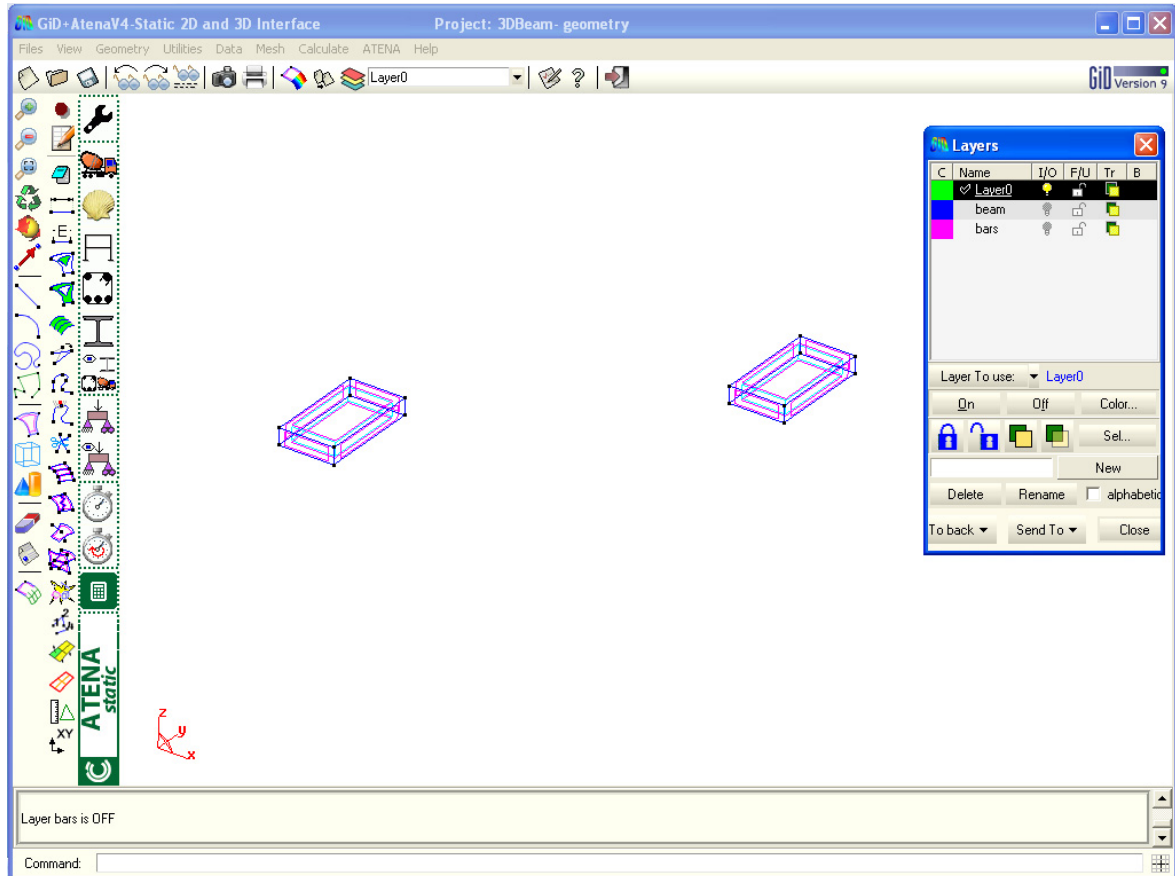 GiD+AtenaV4-Static 2D and 3D Interface Project: 3DBeam- geometry
Files View Geometry Utilities Data Mesh Calculate ATENA Help
Layer0
GiD Version 9
Layers
C Name I/O F/U Tr B
Layer0
beam
bars
Layer To use: Layer0
On Off Color...
Sel...
New
Delete Rename alphabetic
To back Send To Close
E
ATENA
static
XY
z
y
x
Layer bars is OFF
Command: